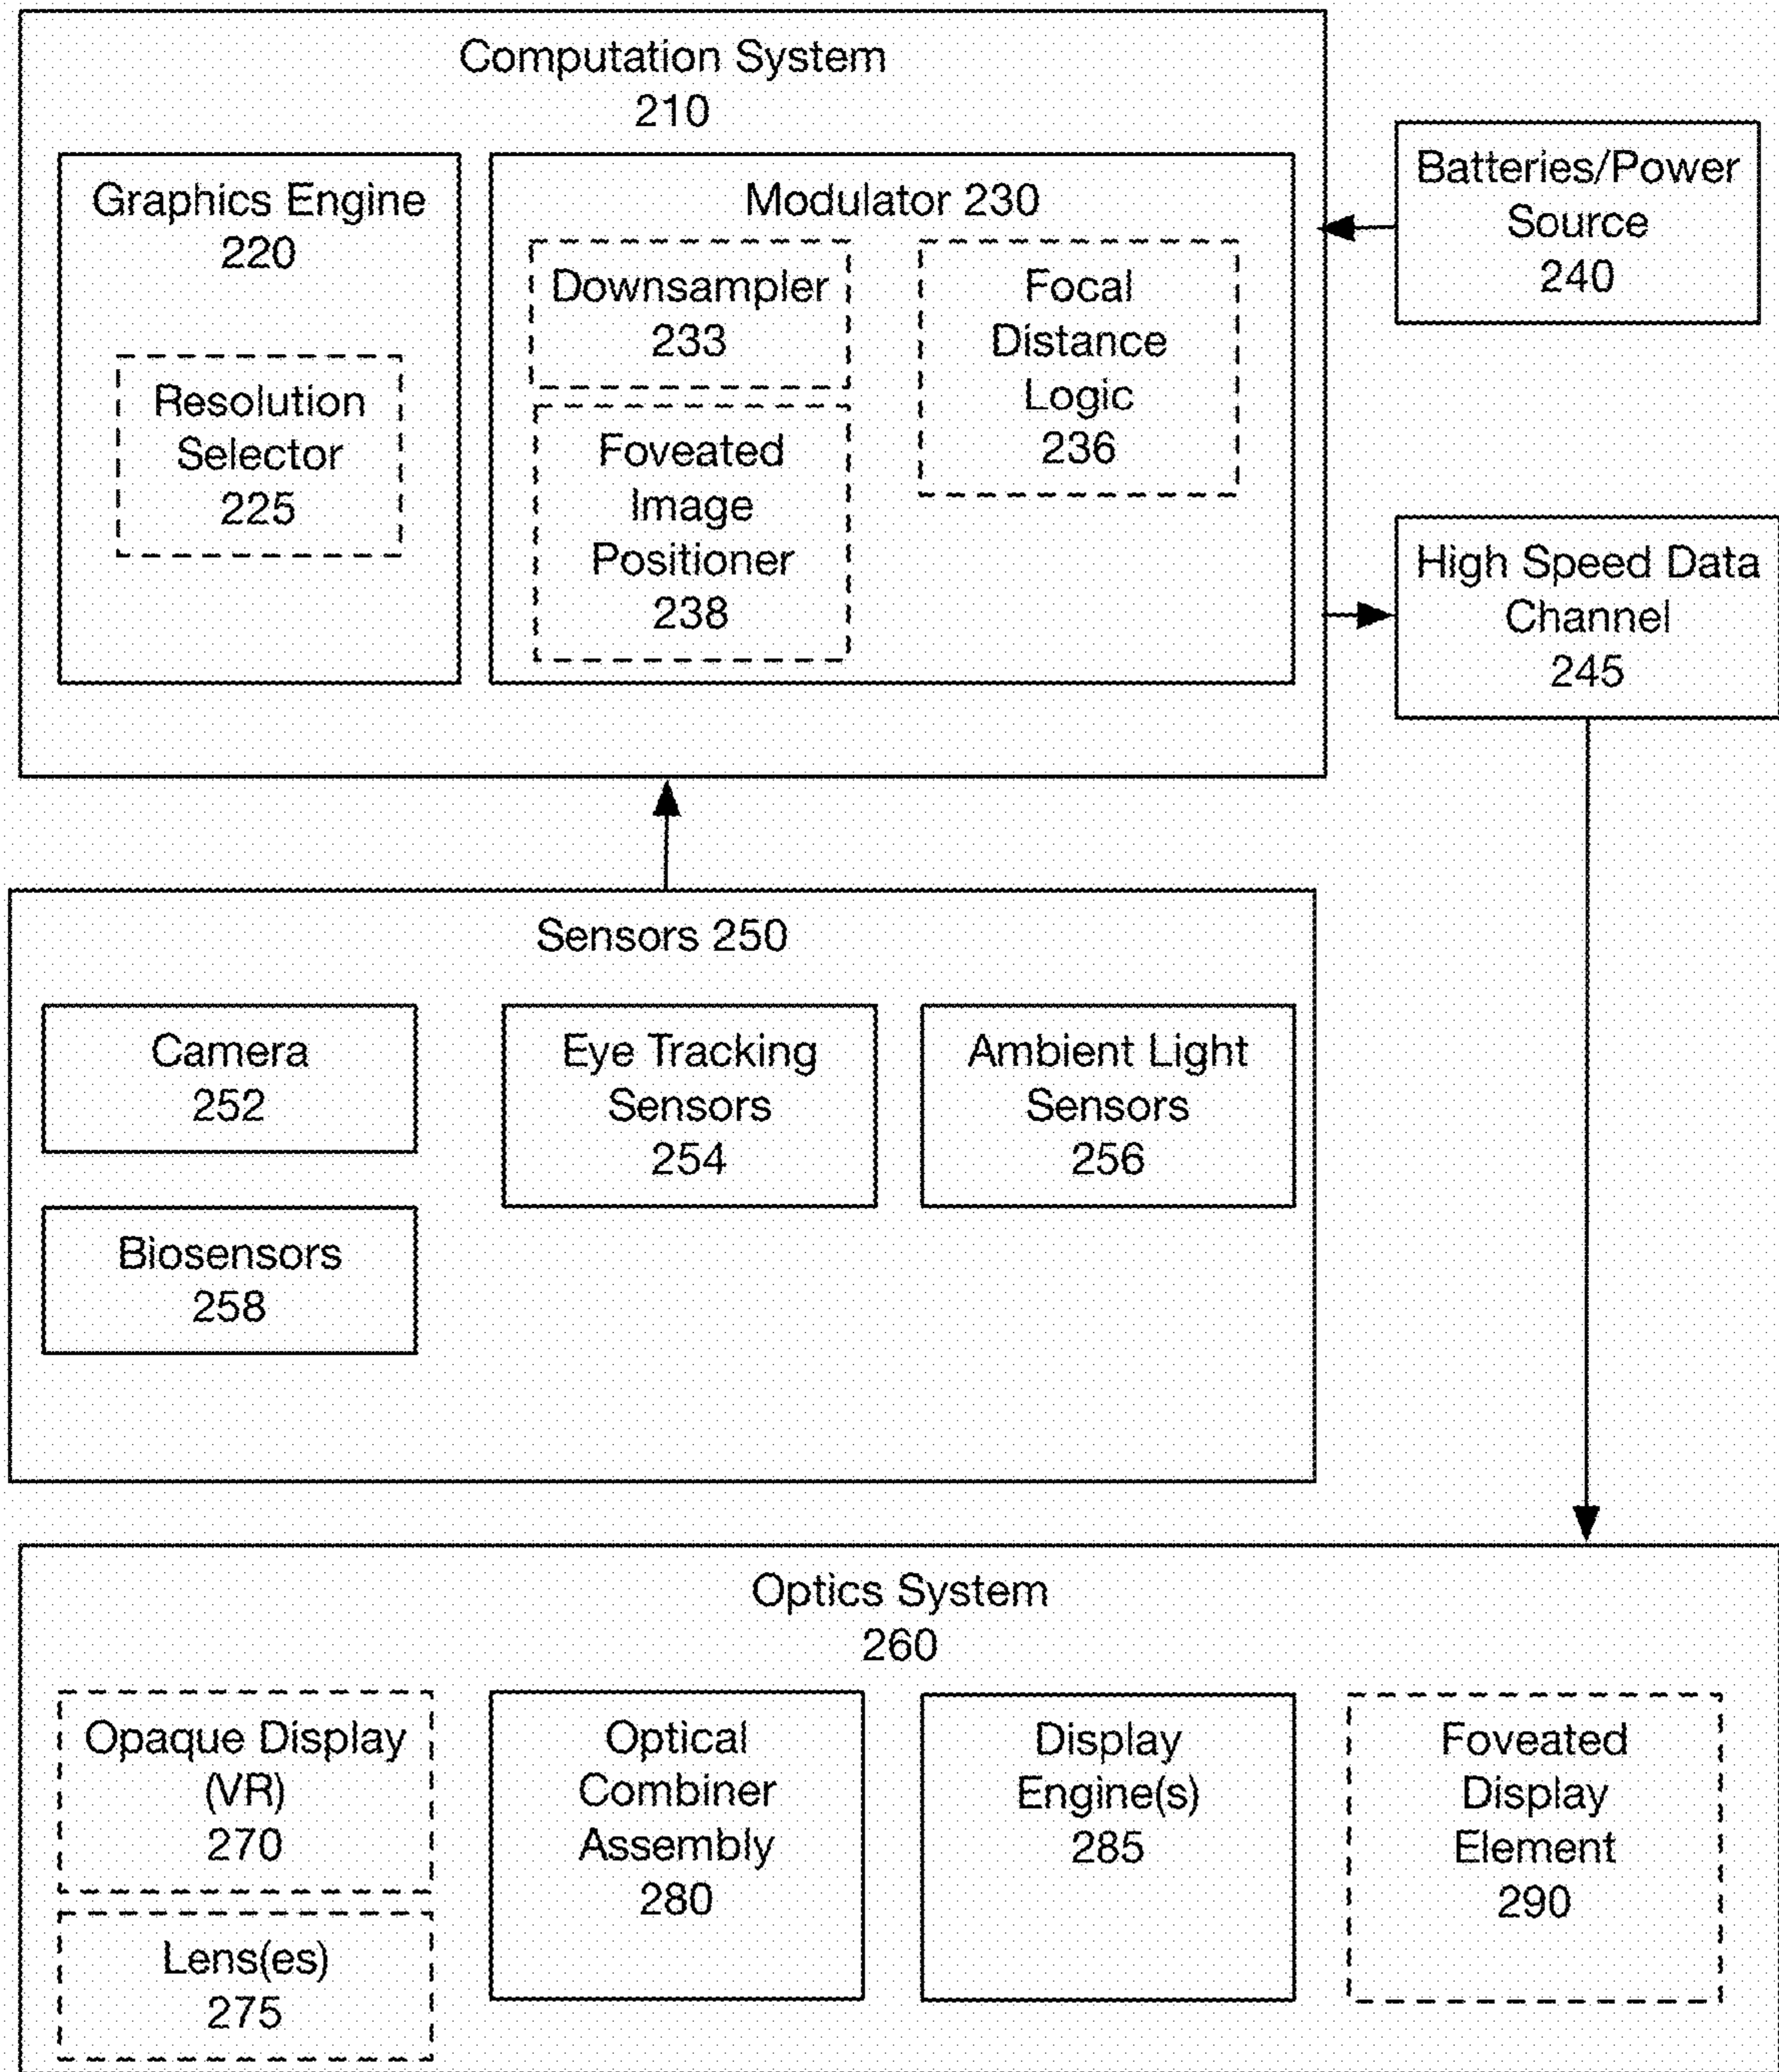 Computation System
210
Graphics Engine
220
Resolution
Selector
225
Modulator 230
Downsampler
233
Foveated
Image
Positioner
238
Focal
Distance
Logic
236
Batteries/Power
Source
240
High Speed Data
Channel
245
Sensors 250
Camera
252
Eye Tracking
Sensors
254
Ambient Light
Sensors
256
Biosensors
258
Optics System
260
Opaque Display
(VR)
270
Lens(es)
275
Optical
Combiner
Assembly
280
Display
Engine(s)
285
Foveated
Display
Element
290